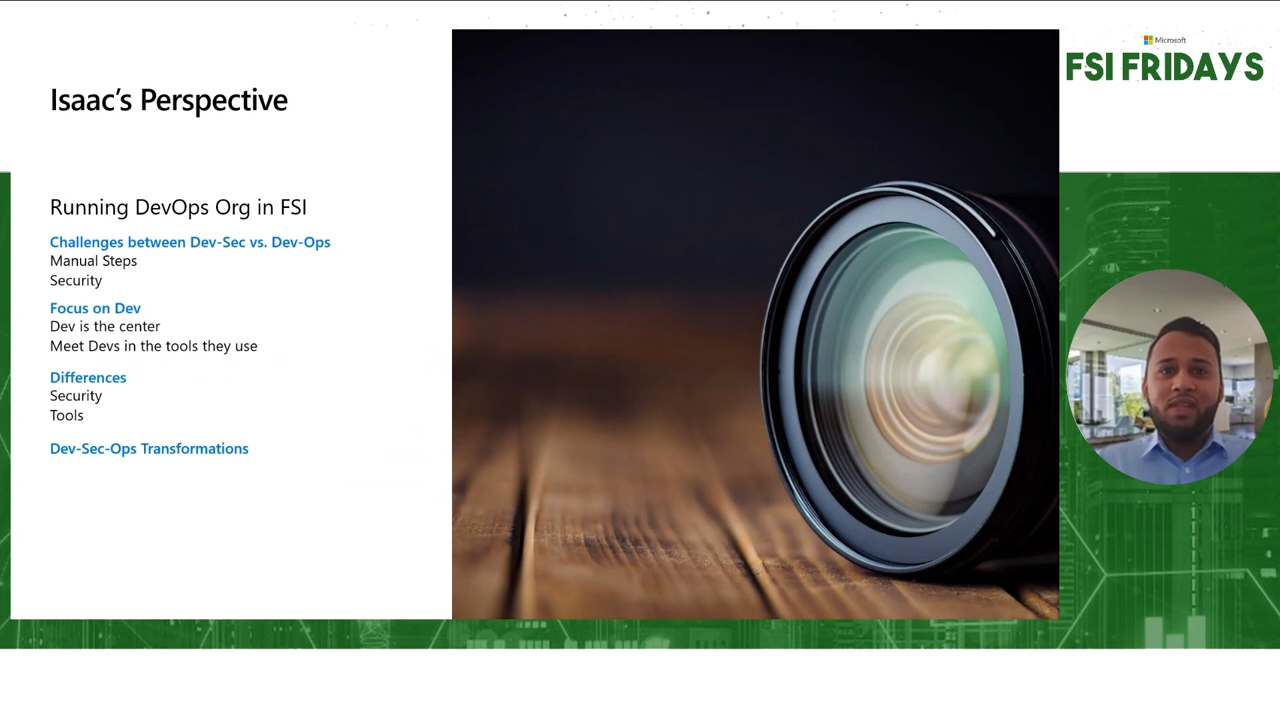 Isaac's Perspective
Running DevOps Org in FSI
Challenges between Dev-Sec vs. Dev-Ops
Manual Steps
Security
Focus on Dev
Dev is the center
Meet Devs in the tools they use
Differences
Security
Tools
Dev-Sec-Ops Transformations
Microsoft
FSI FRIDAYS